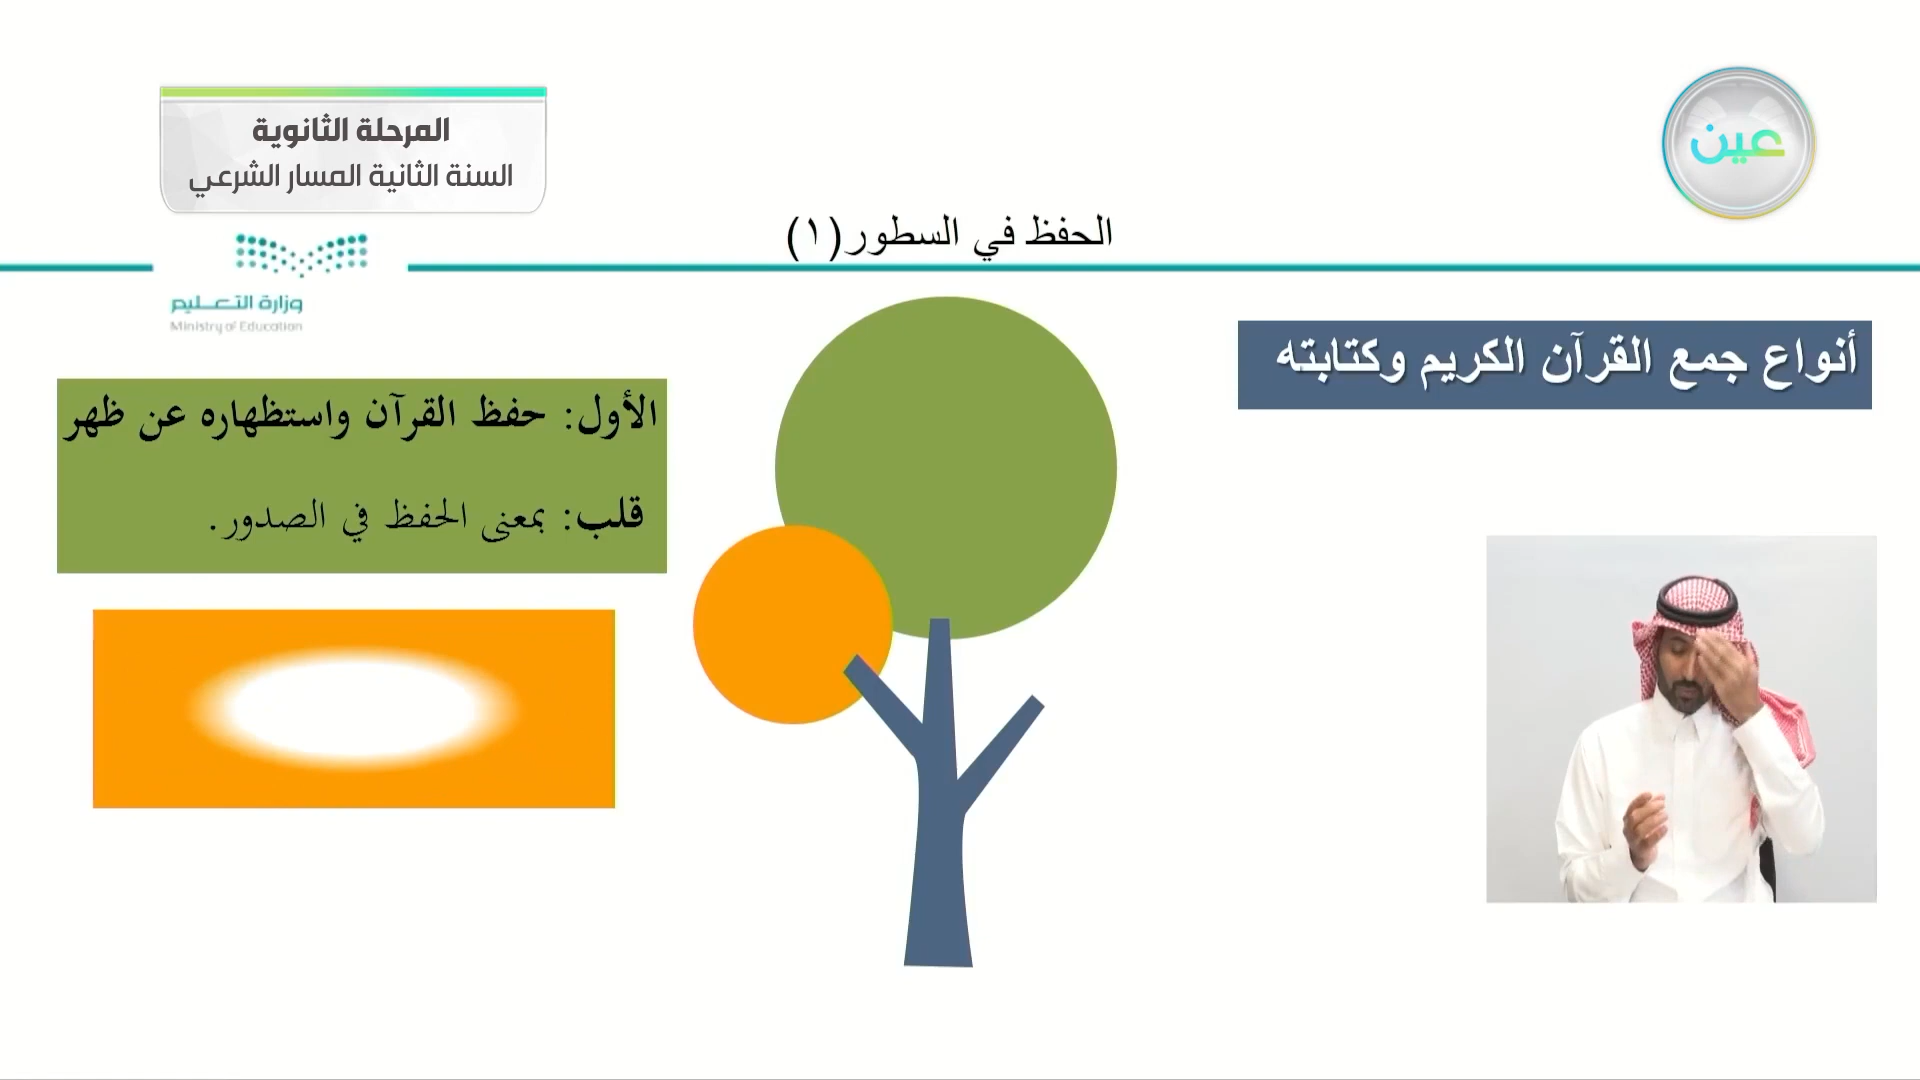 عين
المرحلة الثانوية
السنة الثانية المسار الشرعي
الحفظ في السطور(١)
وزارة التعليم
Ministry of Education
أنواع جمع القرآن الكريم وكتابته
الأول: حفظ القرآن واستظهاره عن ظهر
قلب: بمعنى الحفظ في الصدور.